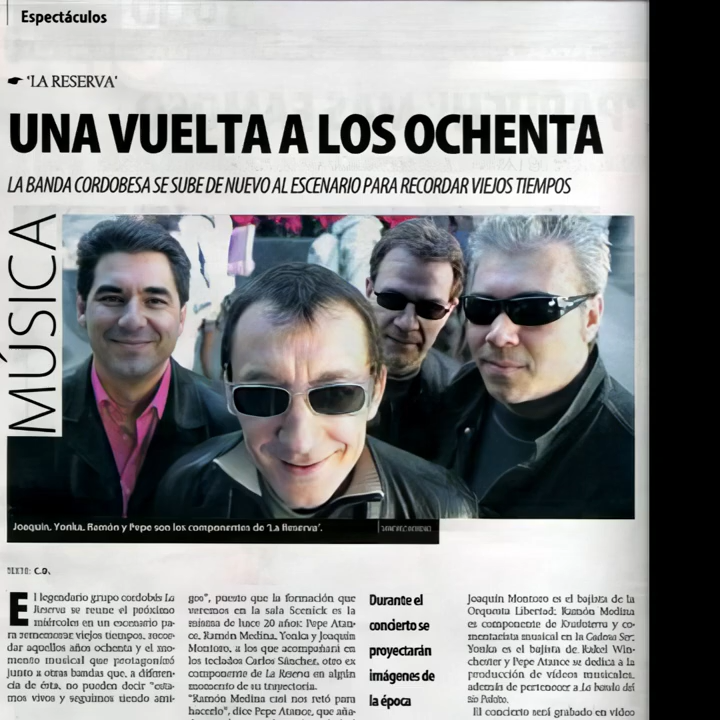 Espectáculos
'LA RESERVA'
UNA VUELTA A LOS OCHENTA
LA BANDA CORDOBESA SE SUBE DE NUEVO AL ESCENARIO PARA RECORDAR VIEJOS TIEMPOS
MÚSICA
Joaquín, Yonka, Ramón y Pepe son los componentes de 'La Reserva'.
TEXTO: C.D.
El legendario grupo cordobés La
Reserva se reune el próximo
miércoles en un escenario pa-
ra rememorar viejos tiempos, recor-
dar aquellos años ochenta y el mo-
mento musical que protagonizó
junto a otras bandas que, a diferen-
cia de ésta, no pueden decir "esta-
mos vivos y seguimos siendo ami-
gos", puesto que la formación que
veremos en la sala Scenick es la
misma de hace 20 años: Pepe Atan-
ce, Ramón Medina, Yonka y Joaquín
Montoro, a los que acompañará en
los teclados Carlos Sánchez, otro ex
componente de La Reserva en algún
momento de su trayectoria.
"Ramón Medina casi nos retó para
hacerlo", dice Pepe Atance, que aña-
Durante el
concierto se
proyectarán
imágenes de
la época
Joaquín Montoro es el bajista de la
Orquesta Libertad; Ramón Medina
es componente de y co-
mentarista musical en la Cadena Ser;
Yonka es el bajista de Rakel Win-
chester y Pepe Atance se dedica a la
producción de vídeos musicales,
además de pertenecer a La banda del
tío Paloto.
El concierto será grabado en vídeo